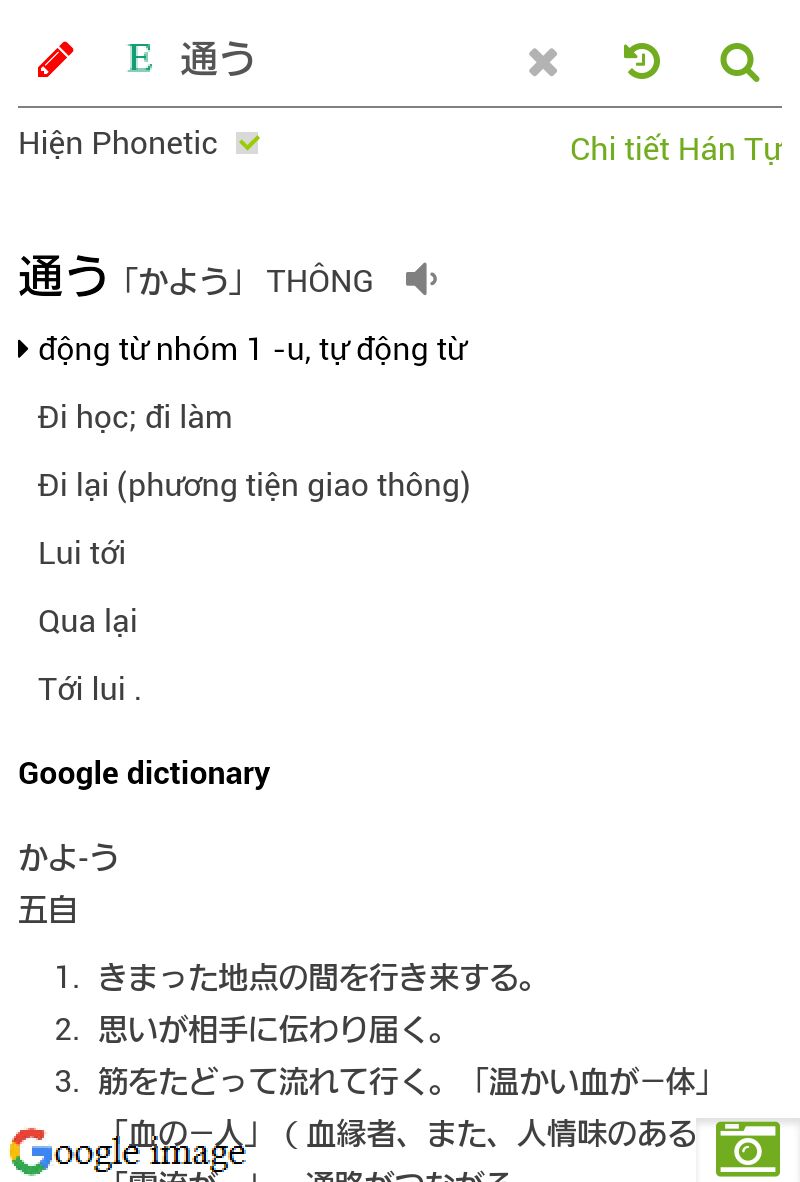 E 通う
Hiện Phonetic
Chi tiết Hán Tự
通う「かよう」 THÔNG
động từ nhóm 1 -u, tự động từ
Đi học; đi làm
Đi lại (phương tiện giao thông)
Lui tới
Qua lại
Tới lui .
Google dictionary
かよ-う
五自
1. きまった地点の間を行き来する。
2. 思いが相手に伝わり届く。
3. 筋をたどって流れて行く。「温かい血が－体」
「血の－人」（血縁者、また、人情味のある
Google image